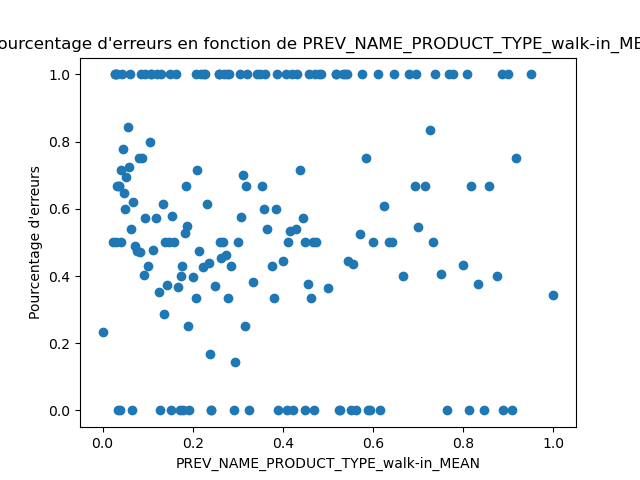 ourcentage d'erreurs en fonction de PREV_NAME_PRODUCT_TYPE_walk-in_ME
Pourcentage d'erreurs
1.0
0.8
0.6
0.4
0.2
0.0
0.0 0.2 0.4 0.6 0.8 1.0
PREV_NAME_PRODUCT_TYPE_walk-in_MEAN